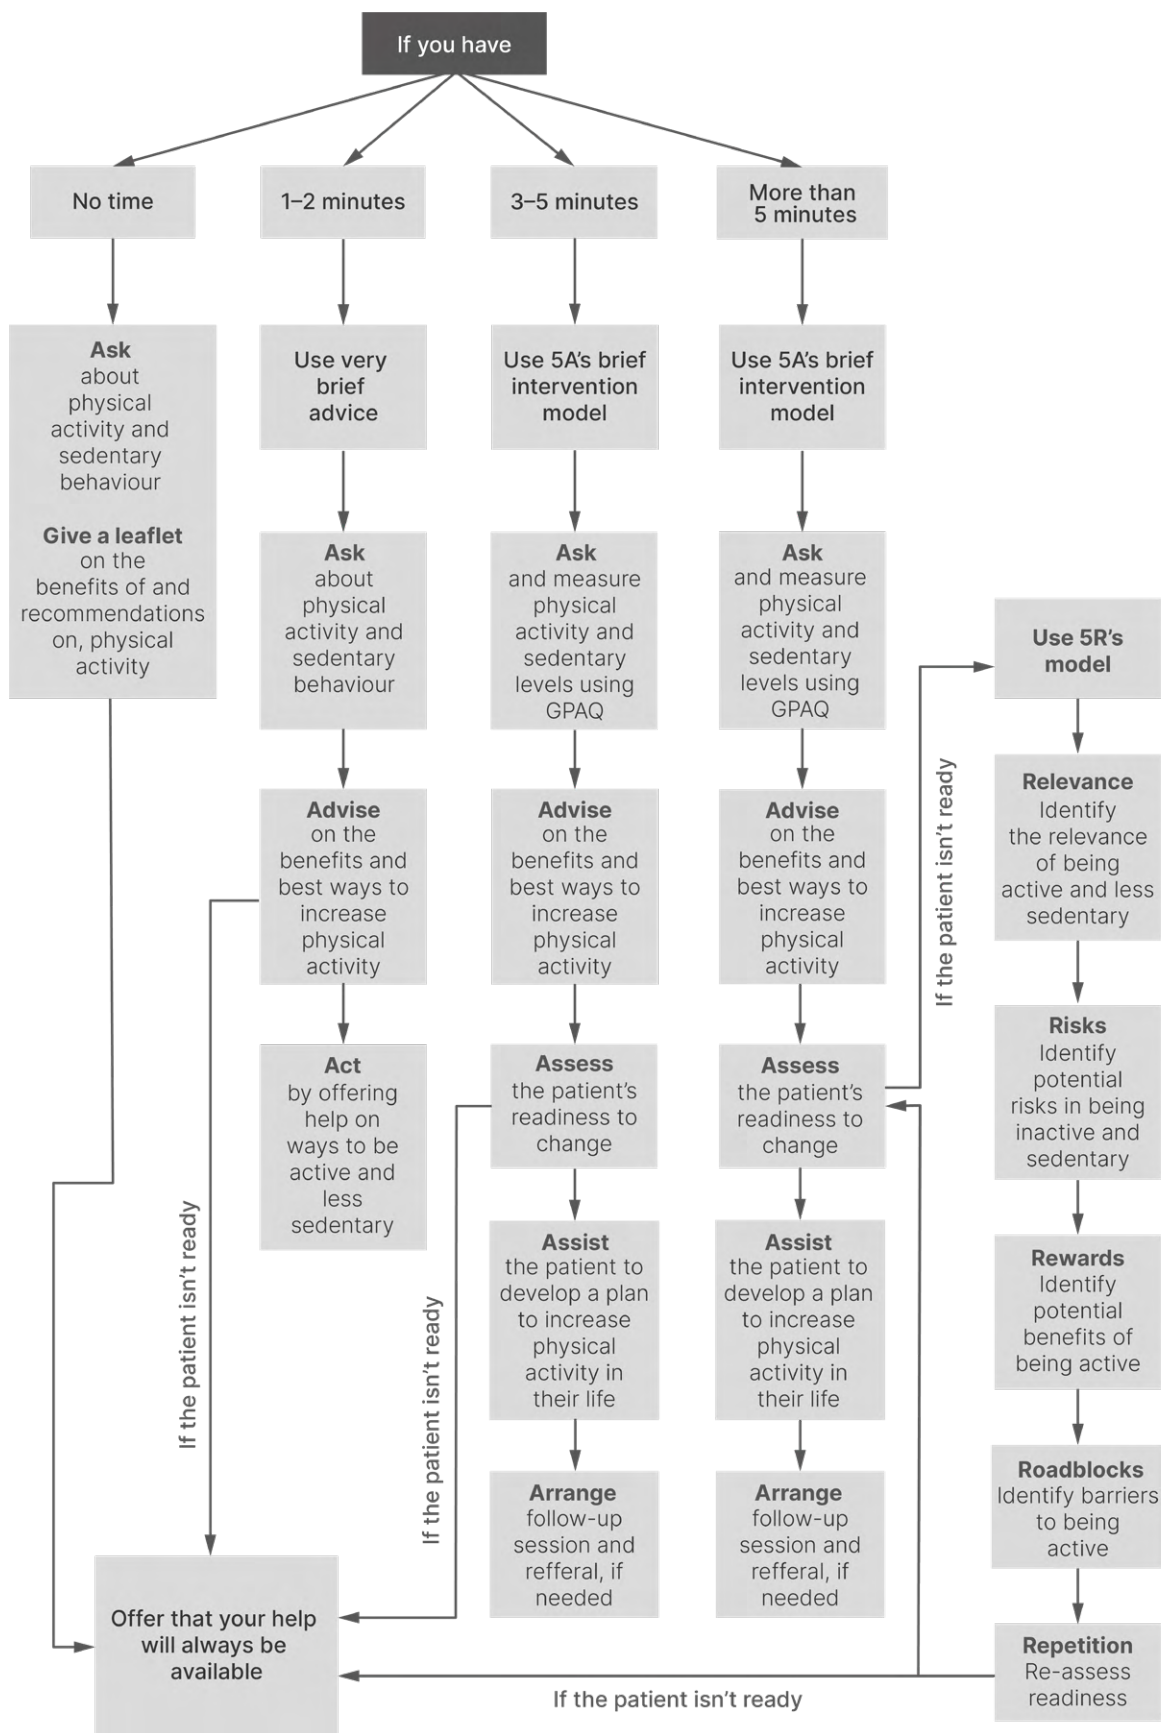 If you have
No time
1–2 minutes
3–5 minutes
More than
5 minutes
Ask
about
physical
activity and
sedentary
behaviour
Give a leaflet
on the
benefits of and
recommendations
on, physical
activity
Use very
brief
advice
Ask
about
physical
activity and
sedentary
behaviour
Advise
on the
benefits and
best ways to
increase
physical
activity
Act
by offering
help on
ways to be
active and
less
sedentary
If the patient isn't ready
Use 5A's brief
intervention
model
Ask
and measure
physical
activity and
sedentary
levels using
GPAQ
Advise
on the
benefits and
best ways to
increase
physical
activity
Assess
the patient's
readiness to
change
Assist
the patient to
develop a plan
to increase
physical
activity in
their life
Arrange
follow-up
session and
refferal, if
needed
If the patient isn't ready
Use 5A's brief
intervention
model
Ask
and measure
physical
activity and
sedentary
levels using
GPAQ
Advise
on the
benefits and
best ways to
increase
physical
activity
Assess
the patient's
readiness to
change
Assist
the patient to
develop a plan
to increase
physical
activity in
their life
Arrange
follow-up
session and
refferal, if
needed
If the patient isn't ready
Use 5R's
model
Relevance
Identify
the relevance
of being
active and less
sedentary
Risks
Identify
potential
risks in being
inactive and
sedentary
Rewards
Identify
potential
benefits of
being active
Roadblocks
Identify barriers
to being
active
Repetition
Re-assess
readiness
If the patient isn't ready
Offer that your help
will always be
available